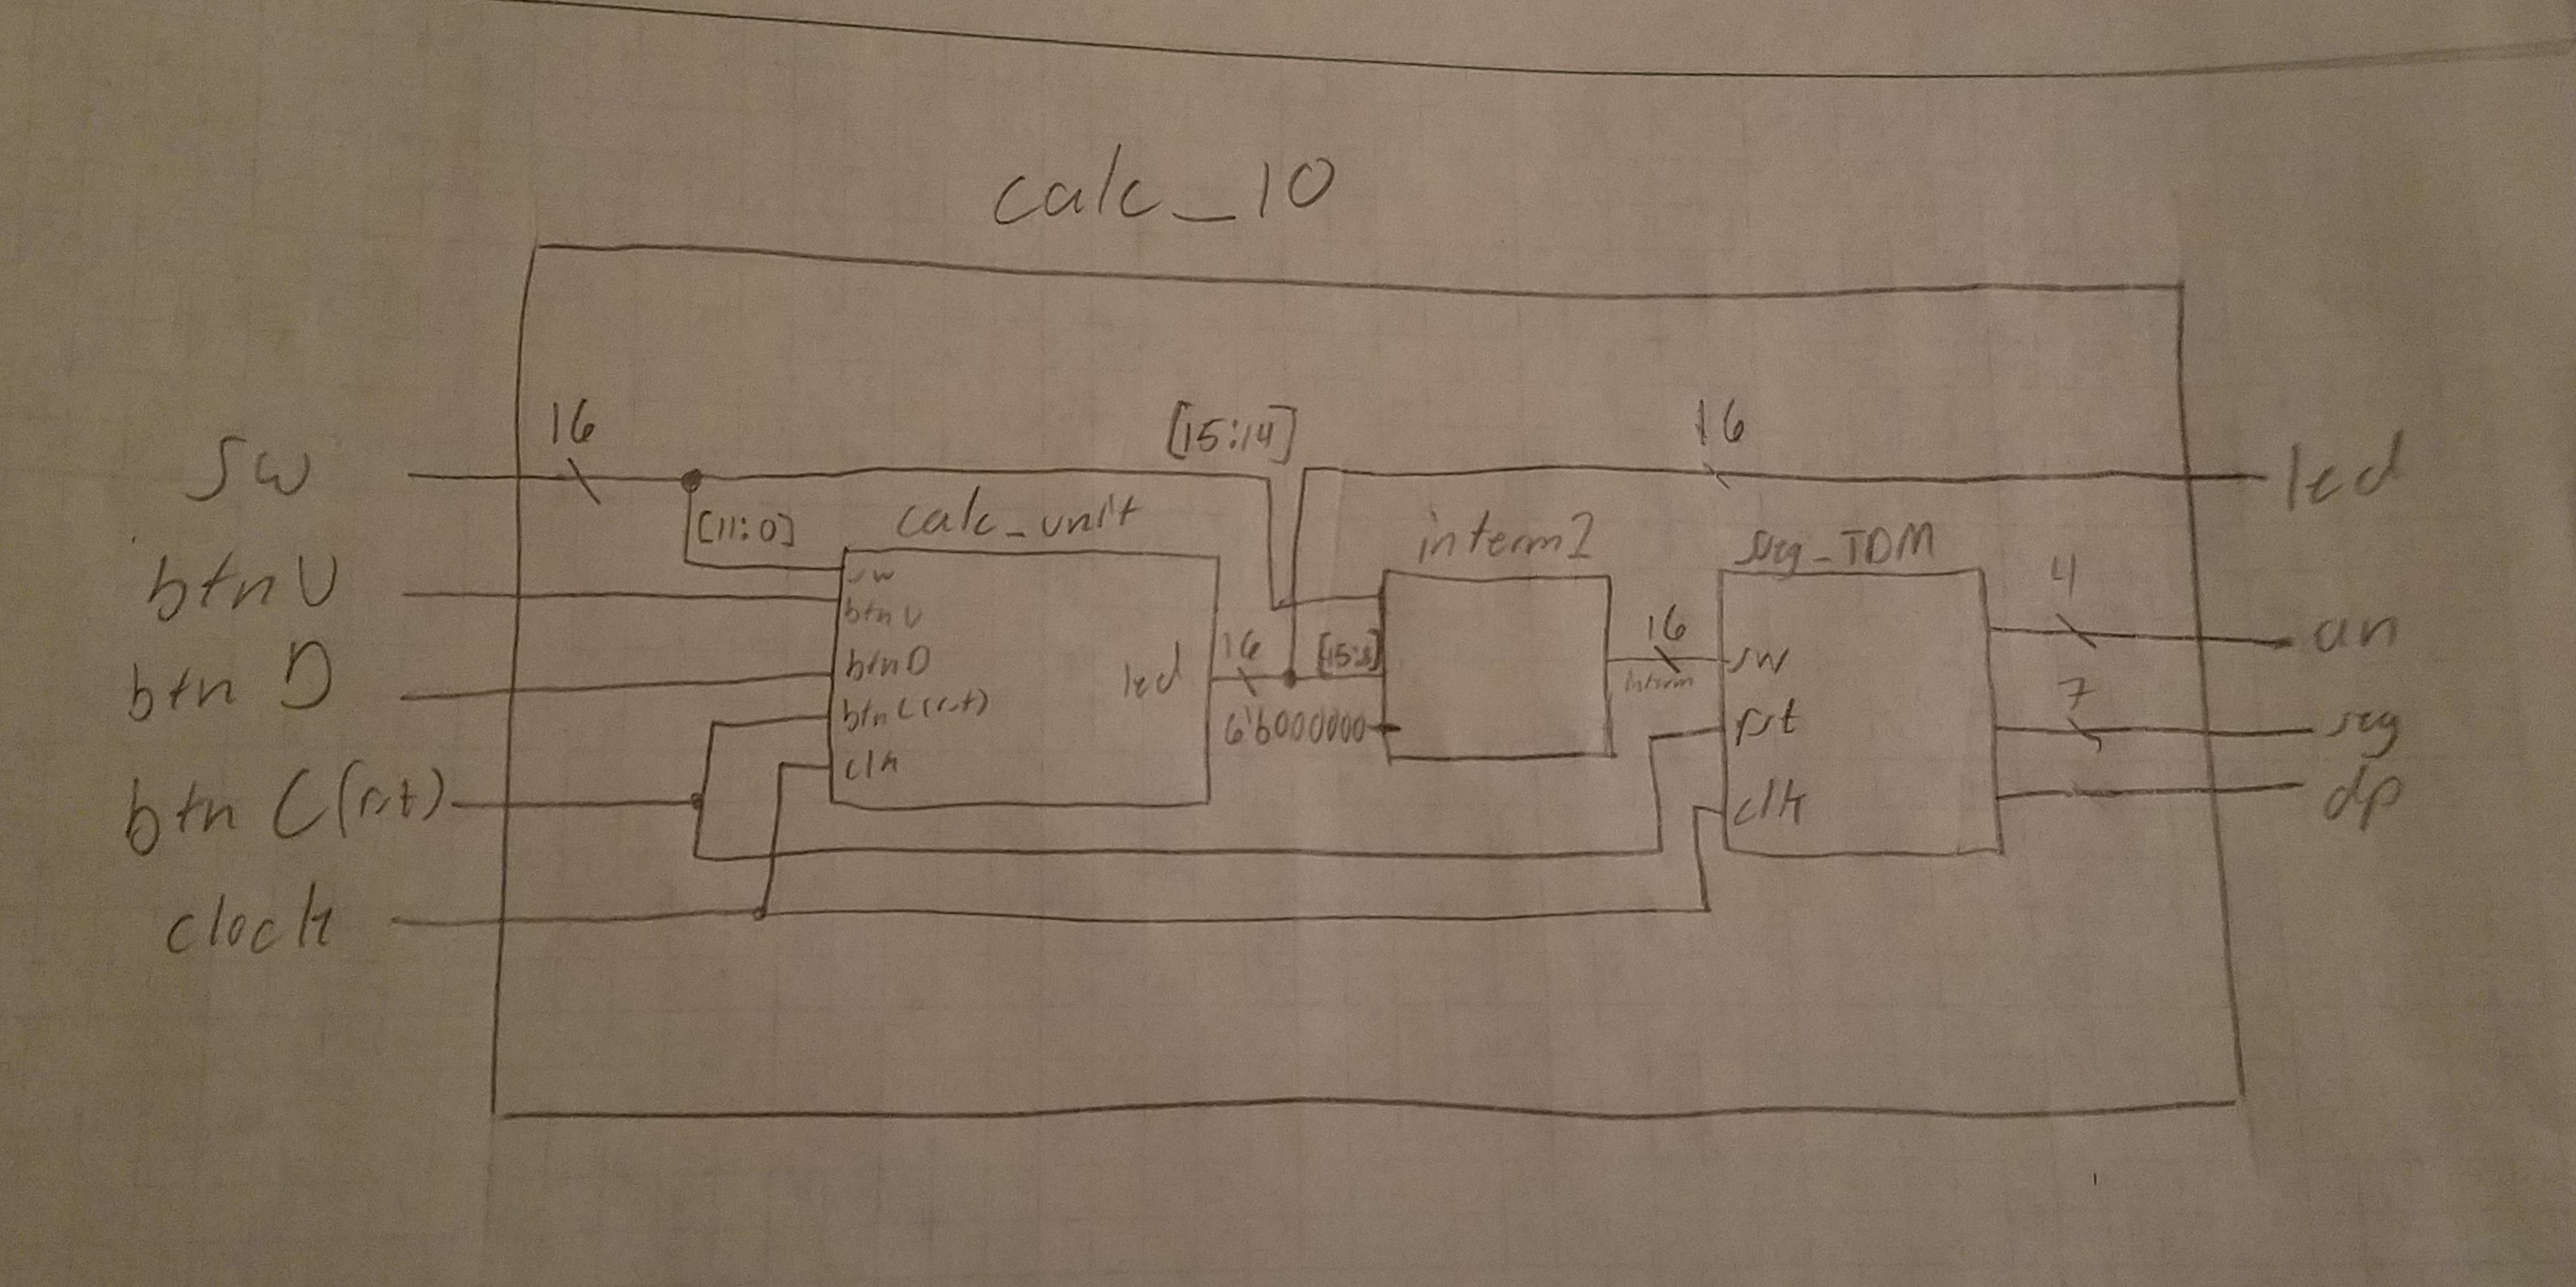 calc_10
16
[15:14]
16
sw
led
[11:0]
calc_unit
interm2
seg_TDM
btnU
sw
btnU
4
an
btn D
btnD
led
16
[15:8]
16
interm
sw
btnC(rst)
6'b000000
rst
7
seg
btn C(rst)
clk
clk
dp
clock